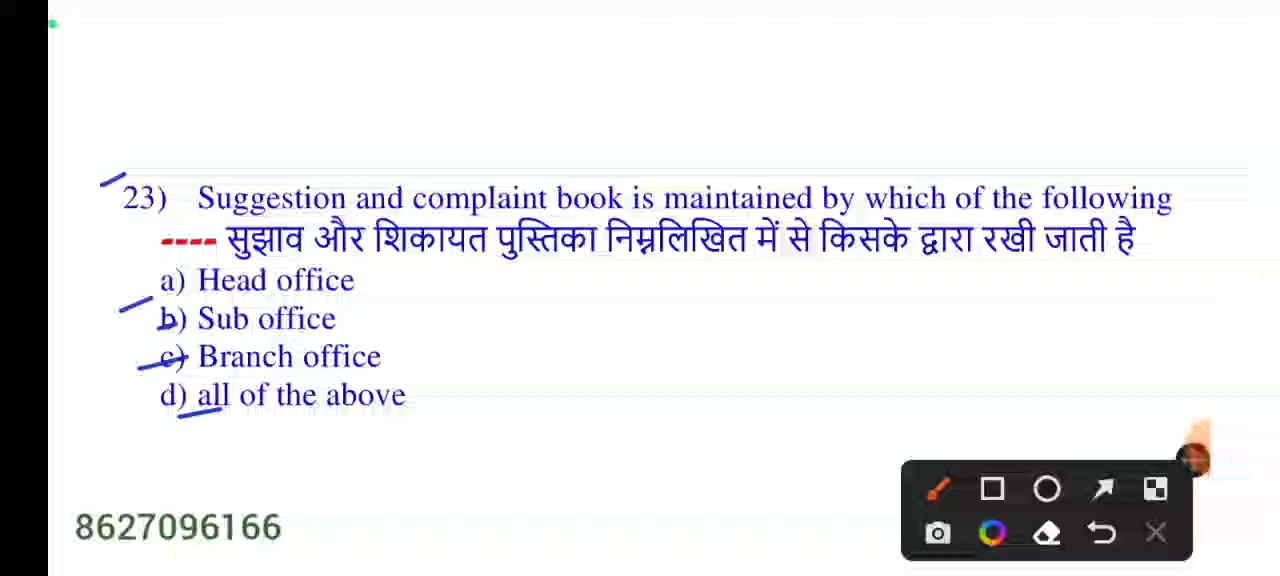 23) Suggestion and complaint book is maintained by which of the following
---- सुझाव और शिकायत पुस्तिका निम्नलिखित में से किसके द्वारा रखी जाती है
a) Head office
b) Sub office
c) Branch office
d) all of the above
8627096166